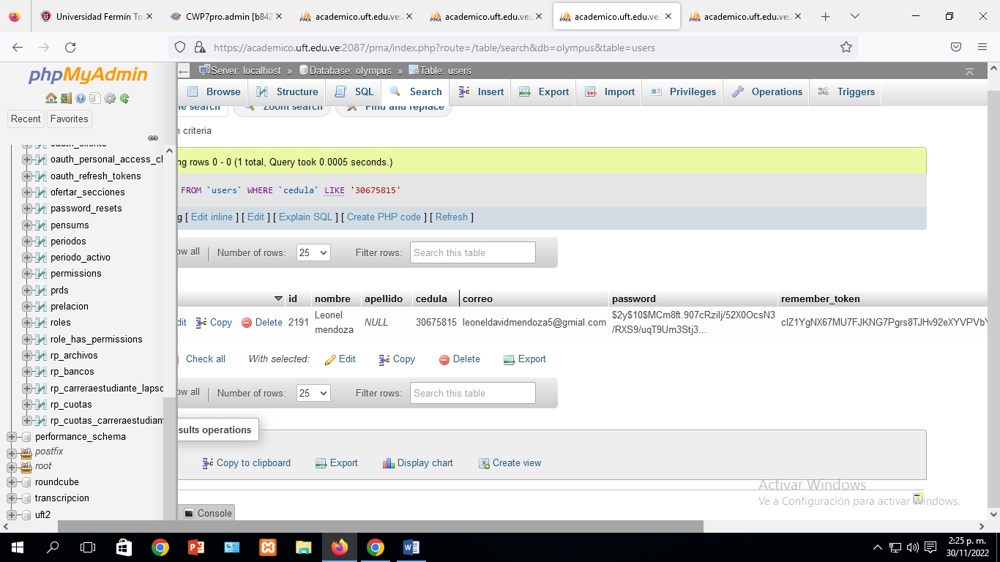 Universidad Fermín To
CWP7pro.admin [b842
academico.uft.edu.ve:2
academico.uft.edu.ve:2
academico.uft.edu.ve:2
academico.uft.edu.ve:2
https://academico.uft.edu.ve:2087/pma/index.php?route=/table/search&db=olympus&table=users
phpMyAdmin
Recent Favorites
oauth_clients
oauth_personal_access_cl
oauth_refresh_tokens
ofertar_secciones
password_resets
pensums
periodos
periodo_activo
permissions
prds
prelacion
roles
role_has_permissions
rp_archivos
rp_bancos
rp_carreraestudiante_lapso
rp_cuotas
rp_cuotas_carreraestudiant
performance_schema
postfix
root
roundcube
transcripcion
uft2
Server: localhost » Database: olympus » Table: users
Browse Structure SQL Search Insert Export Import Privileges Operations Triggers
le search Zoom search Find and replace
n criteria
ng rows 0 - 0 (1 total, Query took 0.0005 seconds.)
FROM `users` WHERE `cedula` LIKE '30675815'
g [ Edit inline ] [ Edit ] [ Explain SQL ] [ Create PHP code ] [ Refresh ]
ow all Number of rows: 25 Filter rows: Search this table
id nombre apellido cedula correo password remember_token
dit Copy Delete 2191 Leonel mendoza NULL 30675815 leoneldavidmendoza5@gmial.com $2y$10$MCm8ft.907cRziIj/52X0OcsN3
/RXS9/uqT9Um3Stj3... cIZ1YgNX67MU7FJKNG7Pgrs8TJHv92eXYVPVbY
Check all With selected: Edit Copy Delete Export
ow all Number of rows: 25 Filter rows: Search this table
esults operations
Copy to clipboard Export Display chart Create view
Console
Activar Windows
Ve a Configuración para activar Windows.
2:25 p. m.
30/11/2022